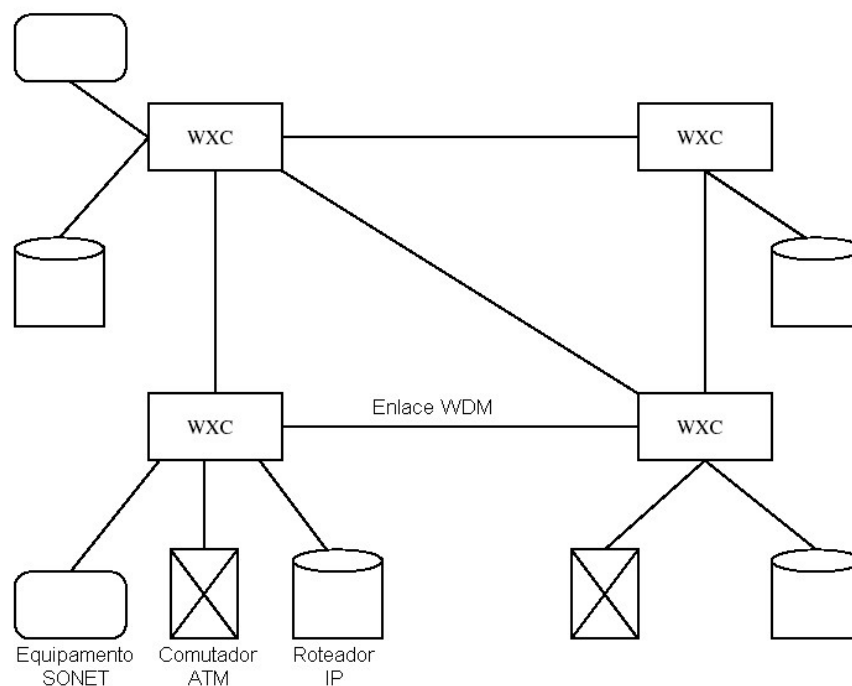 WXC
WXC
Enlace WDM
WXC
WXC
Equipamento
SONET
Comutador
ATM
Roteador
IP